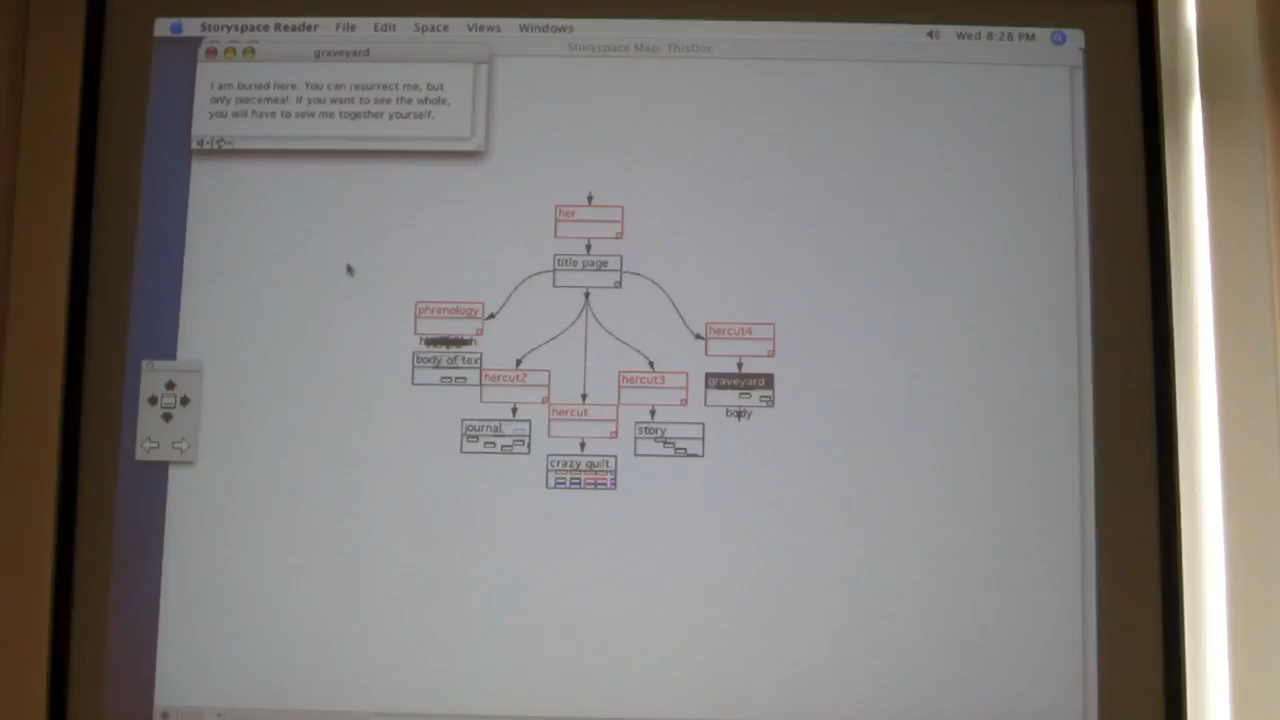 Storyspace Reader File Edit Space Views Windows Wed 8:28 PM
graveyard
Storyspace Map: ThisDoc
I am buried here. You can resurrect me, but
only piecemeal. If you want to see the whole,
you will have to sew me together yourself.
her
title page
phrenology
hercut4
body of tex
hercut2
hercut3
graveyard
hercut
body
journal
story
crazy quilt